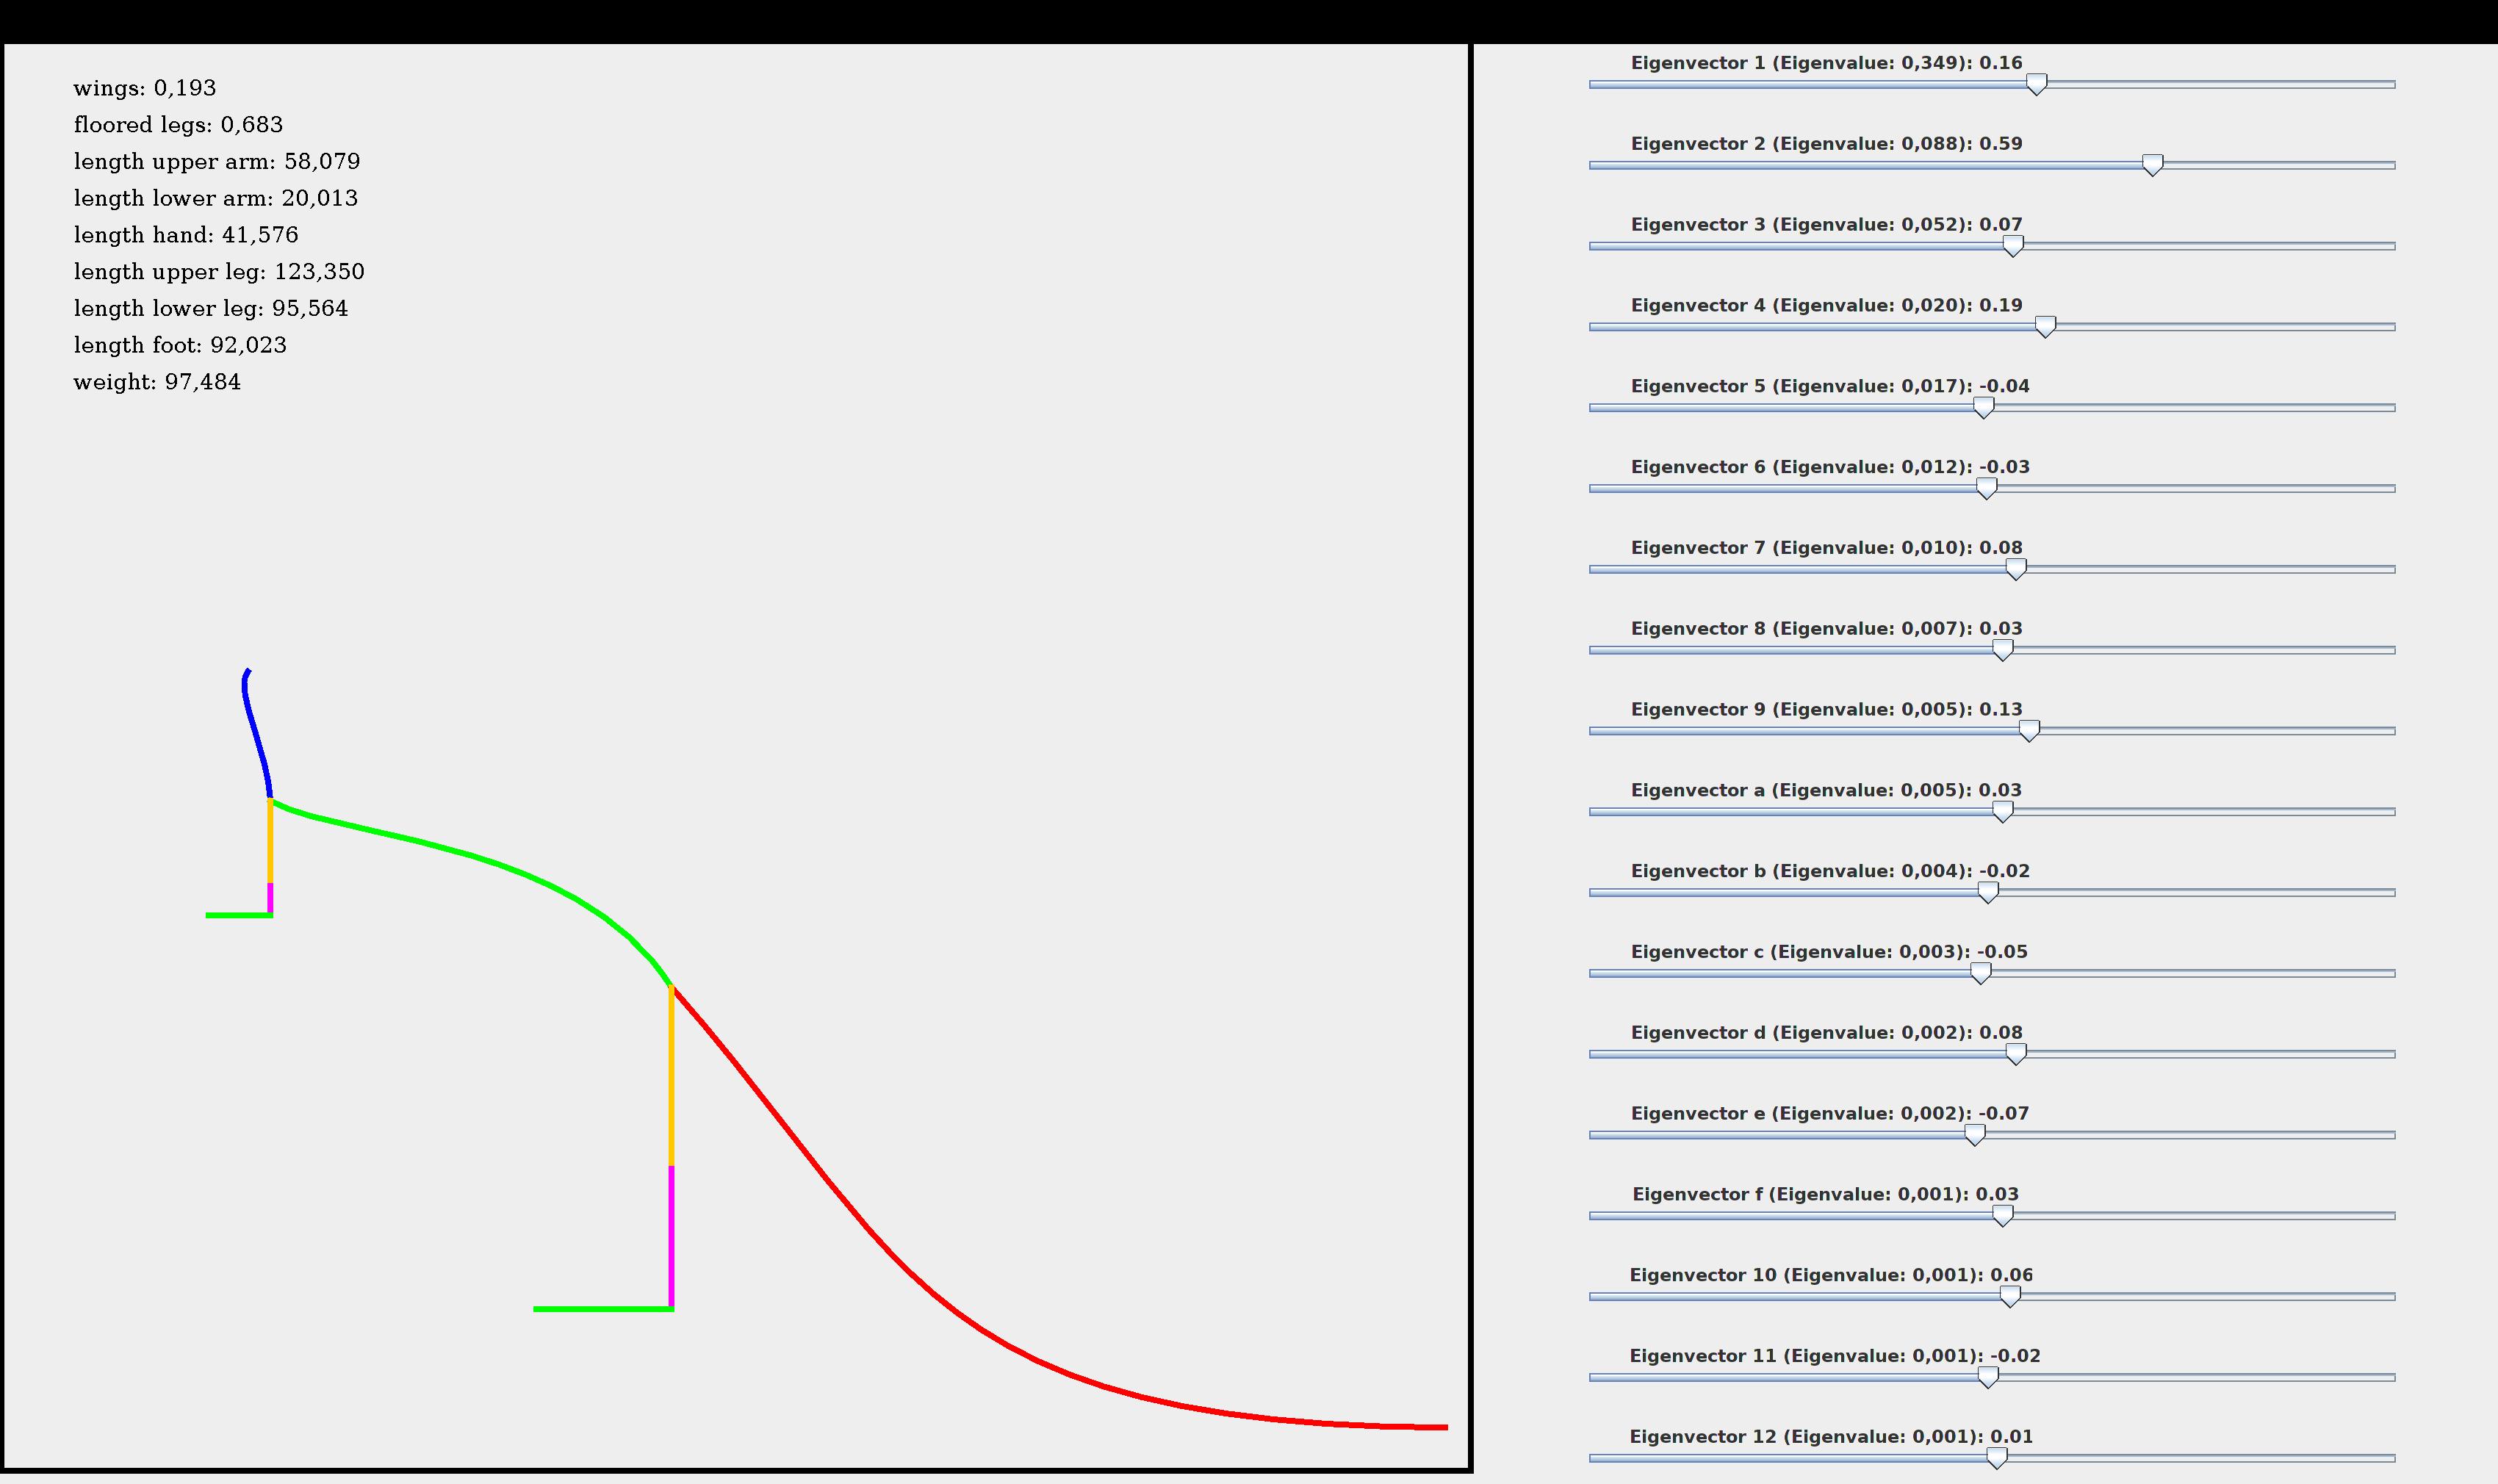 wings: 0,193
floored legs: 0,683
length upper arm: 58,079
length lower arm: 20,013
length hand: 41,576
length upper leg: 123,350
length lower leg: 95,564
length foot: 92,023
weight: 97,484
Eigenvector 1 (Eigenvalue: 0,349): 0.16
Eigenvector 2 (Eigenvalue: 0,088): 0.59
Eigenvector 3 (Eigenvalue: 0,052): 0.07
Eigenvector 4 (Eigenvalue: 0,020): 0.19
Eigenvector 5 (Eigenvalue: 0,017): -0.04
Eigenvector 6 (Eigenvalue: 0,012): -0.03
Eigenvector 7 (Eigenvalue: 0,010): 0.08
Eigenvector 8 (Eigenvalue: 0,007): 0.03
Eigenvector 9 (Eigenvalue: 0,005): 0.13
Eigenvector a (Eigenvalue: 0,005): 0.03
Eigenvector b (Eigenvalue: 0,004): -0.02
Eigenvector c (Eigenvalue: 0,003): -0.05
Eigenvector d (Eigenvalue: 0,002): 0.08
Eigenvector e (Eigenvalue: 0,002): -0.07
Eigenvector f (Eigenvalue: 0,001): 0.03
Eigenvector 10 (Eigenvalue: 0,001): 0.06
Eigenvector 11 (Eigenvalue: 0,001): -0.02
Eigenvector 12 (Eigenvalue: 0,001): 0.01